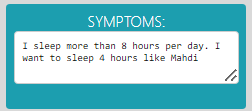 SYMPTOMS:
I sleep more than 8 hours per day. I
want to sleep 4 hours like Mahdi